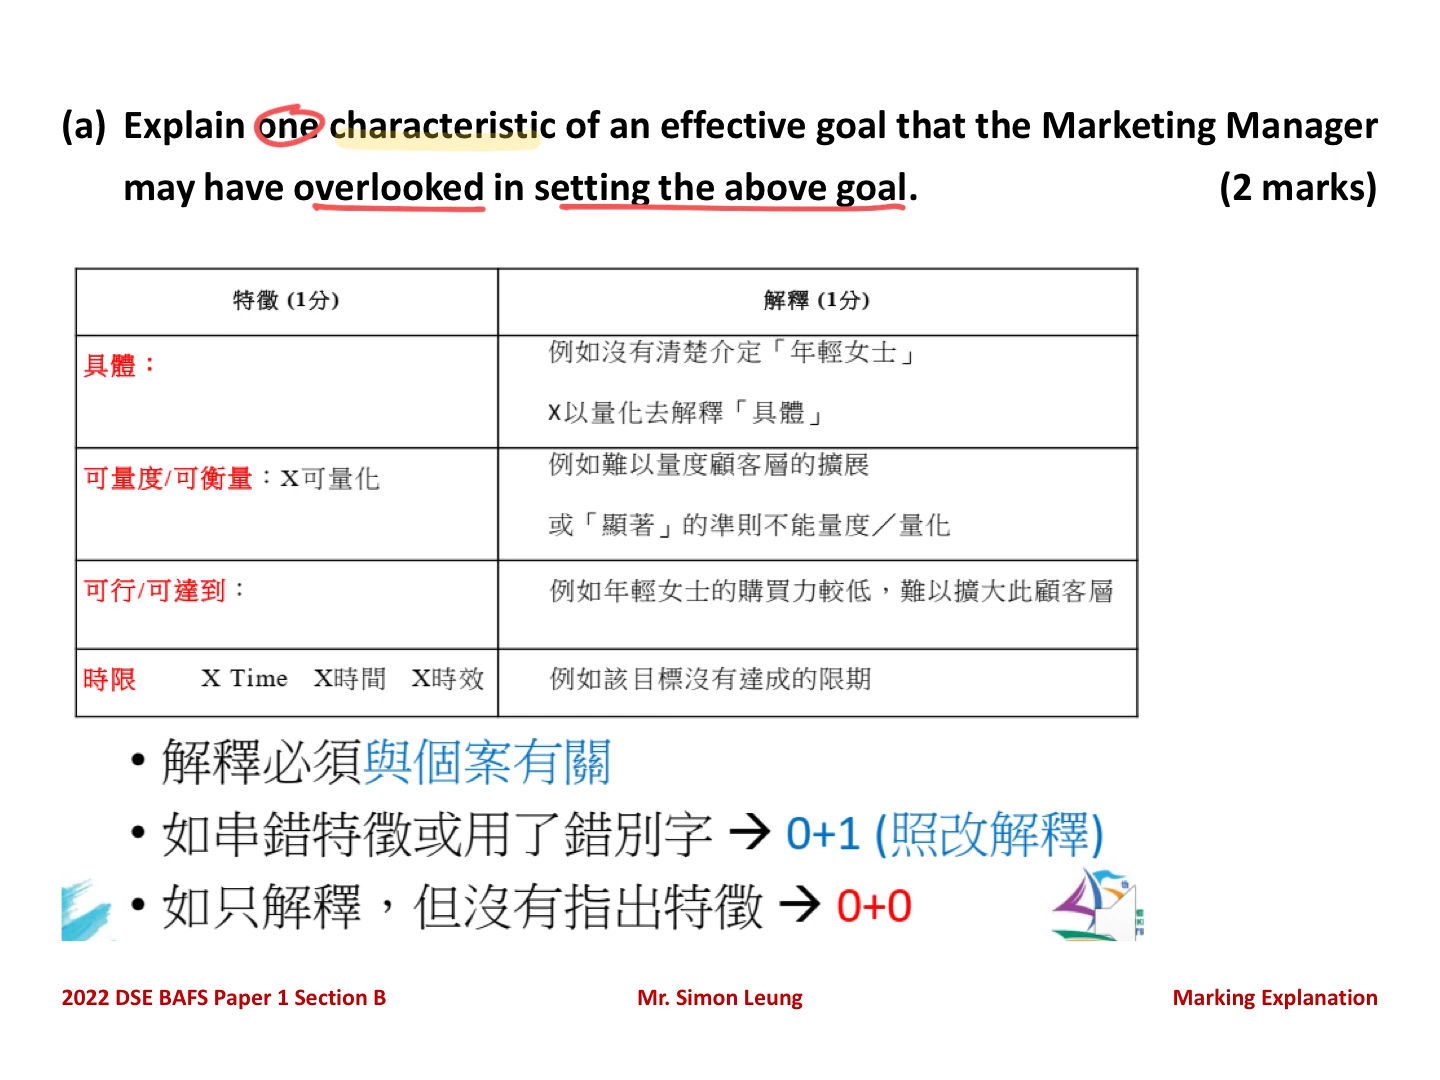 (a) Explain one characteristic of an effective goal that the Marketing Manager
may have overlooked in setting the above goal. (2 marks)
特徵 (1分) 解釋 (1分)
具體： 例如沒有清楚介定「年輕女士」
X以量化去解釋「具體」
可量度/可衡量：X可量化 例如難以量度顧客層的擴展
或「顯著」的準則不能量度／量化
可行/可達到： 例如年輕女士的購買力較低，難以擴大此顧客層
時限 X Time X時間 X時效 例如該目標沒有達成的限期
• 解釋必須與個案有關
• 如串錯特徵或用了錯別字 → 0+1 (照改解釋)
• 如只解釋，但沒有指出特徵 → 0+0
2022 DSE BAFS Paper 1 Section B Mr. Simon Leung Marking Explanation